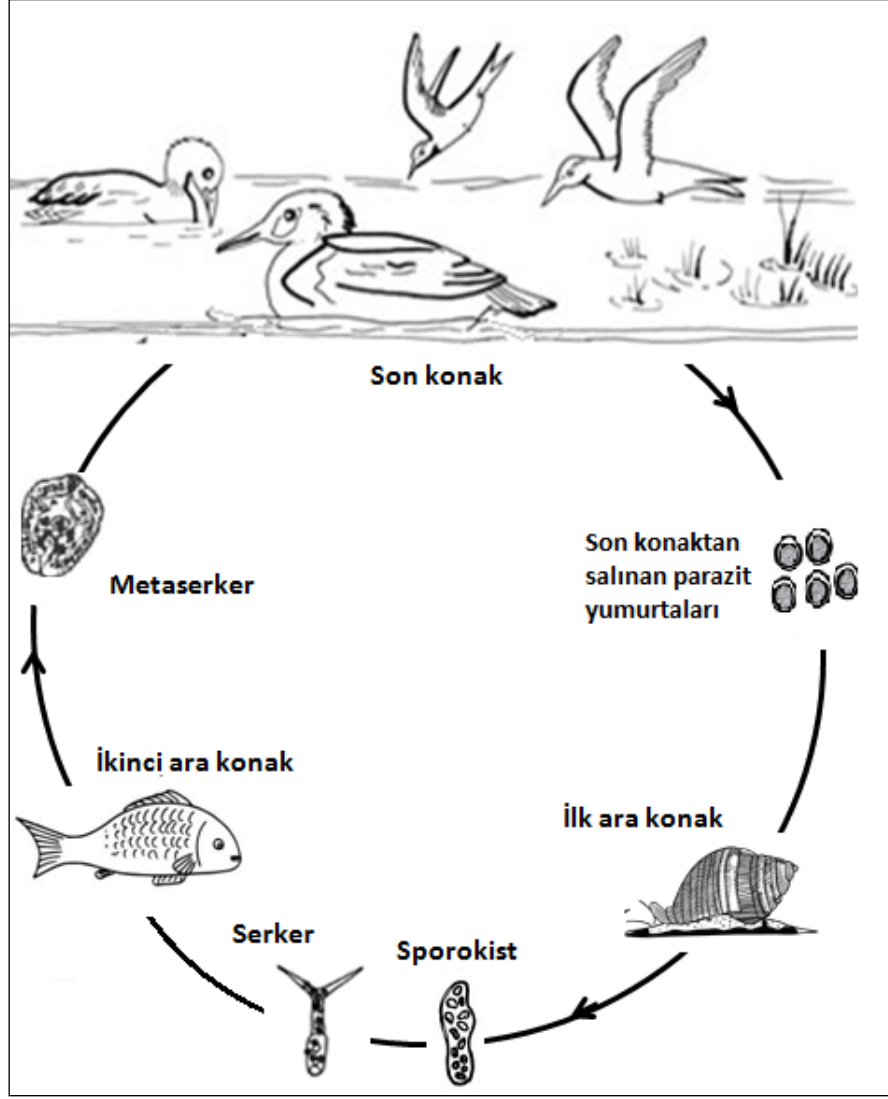 Son konak
Son konaktan
salınan parazit
yumurtaları
Metaserker
İkinci ara konak
İlk ara konak
Serker
Sporokist